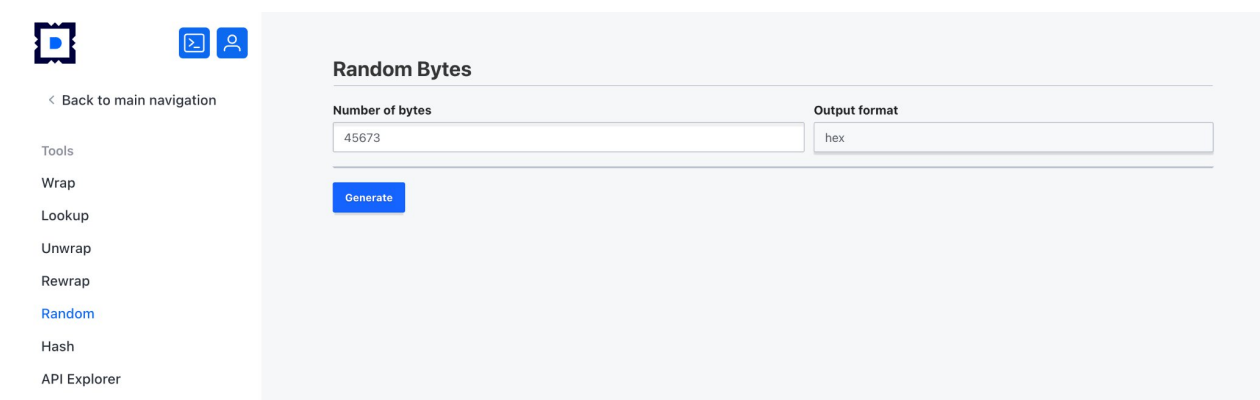 Back to main navigation
Tools
Wrap
Lookup
Unwrap
Rewrap
Random
Hash
API Explorer
Random Bytes
Number of bytes
45673
Output format
hex
Generate